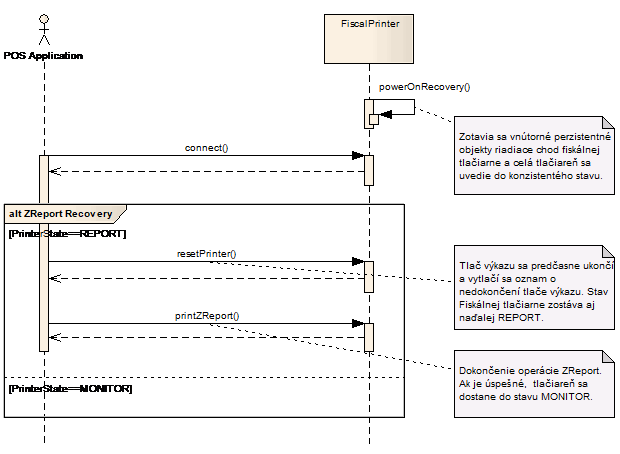 POS Application
FiscalPrinter
powerOnRecovery()
Zotavia sa vnútorné perzistentné
objekty riadiace chod fiskálnej
tlačiarne a celá tlačiareň sa
uvedie do konzistentého stavu.
connect()
alt ZReport Recovery
[PrinterState==REPORT]
resetPrinter()
Tlač výkazu sa predčasne ukončí
a vytlačí sa oznam o
nedokončení tlače výkazu. Stav
Fiskálnej tlačiarne zostáva aj
naďalej REPORT.
printZReport()
Dokončenie operácie ZReport.
Ak je úspešné, tlačiareň sa
dostane do stavu MONITOR.
[PrinterState==MONITOR]